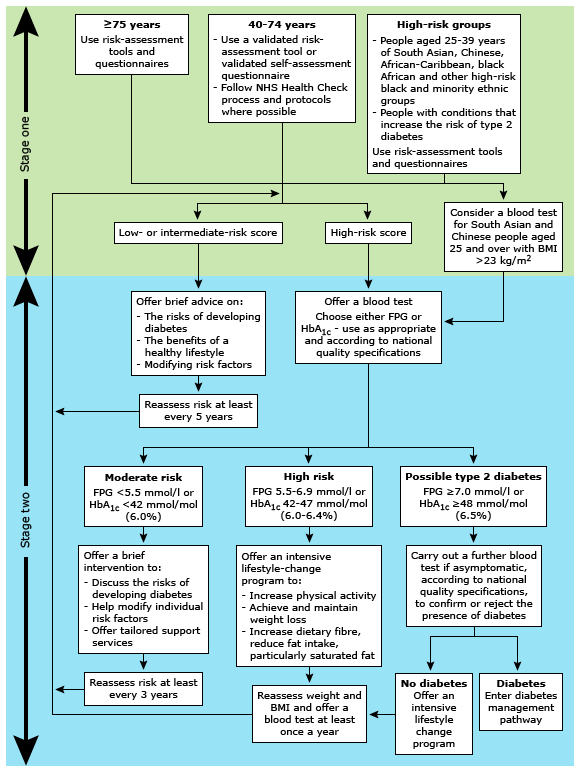 Stage one
≥75 years
Use risk-assessment
tools and
questionnaires
40-74 years
- Use a validated risk-
assessment tool or
validated self-assessment
questionnaire
- Follow NHS Health Check
process and protocols
where possible
High-risk groups
- People aged 25-39 years
of South Asian, Chinese,
African-Caribbean, black
African and other high-risk
black and minority ethnic
groups
- People with conditions that
increase the risk of type 2
diabetes
Use risk-assessment tools
and questionnaires
Low- or intermediate-risk score
High-risk score
Consider a blood test
for South Asian and
Chinese people aged
25 and over with BMI
>23 kg/m²
Stage two
Offer brief advice on:
- The risks of developing
diabetes
- The benefits of a
healthy lifestyle
- Modifying risk factors
Offer a blood test
Choose either FPG or
HbA1c - use as appropriate
and according to national
quality specifications
Reassess risk at least
every 5 years
Moderate risk
FPG <5.5 mmol/l or
HbA1c <42 mmol/mol
(6.0%)
High risk
FPG 5.5-6.9 mmol/l or
HbA1c 42-47 mmol/mol
(6.0-6.4%)
Possible type 2 diabetes
FPG ≥7.0 mmol/l or
HbA1c ≥48 mmol/mol
(6.5%)
Offer a brief
intervention to:
- Discuss the risks of
developing diabetes
- Help modify individual
risk factors
- Offer tailored support
services
Offer an intensive
lifestyle-change
program to:
- Increase physical activity
- Achieve and maintain
weight loss
- Increase dietary fibre,
reduce fat intake,
particularly saturated fat
Carry out a further blood
test if asymptomatic,
according to national
quality specifications,
to confirm or reject the
presence of diabetes
Reassess risk at least
every 3 years
Reassess weight and
BMI and offer a
blood test at least
once a year
No diabetes
Offer an
intensive
lifestyle
change
program
Diabetes
Enter diabetes
management
pathway